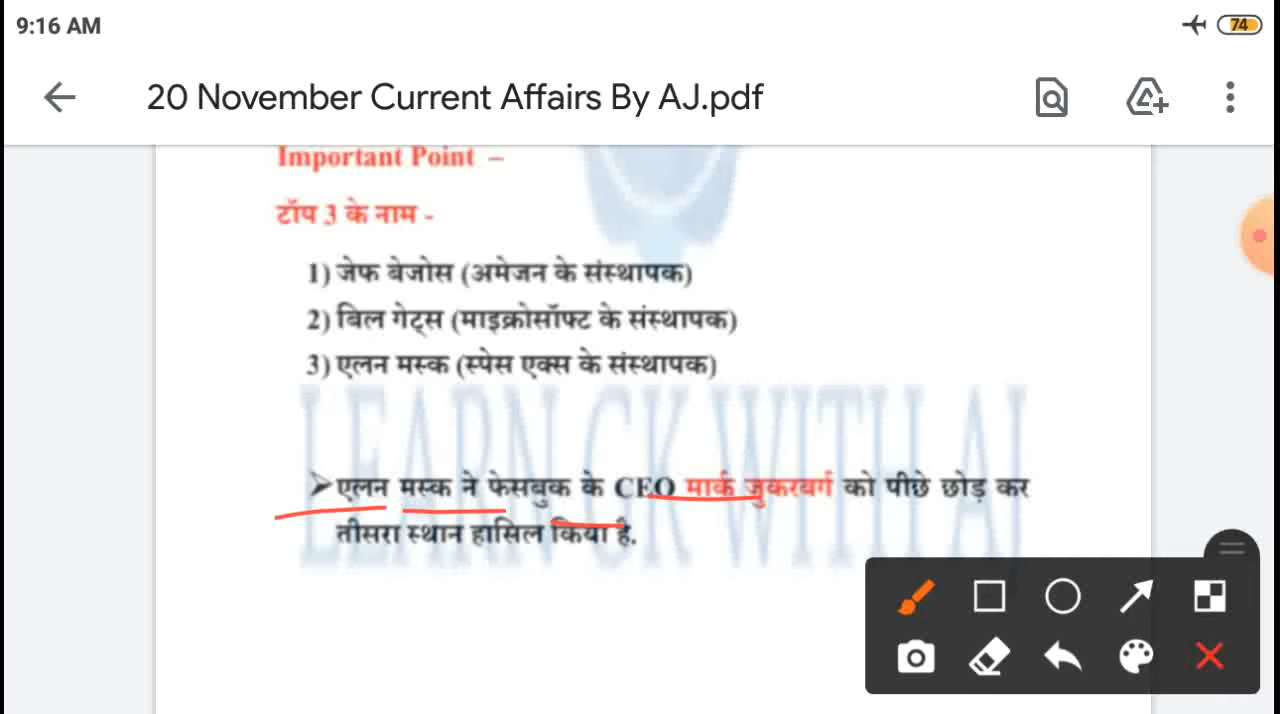 9:16 AM
74
20 November Current Affairs By AJ.pdf
Important Point –
टॉप 3 के नाम -
1) जेफ बेजोस (अमेजन के संस्थापक)
2) बिल गेट्स (माइक्रोसॉफ्ट के संस्थापक)
3) एलन मस्क (स्पेस एक्स के संस्थापक)
LEARN GK WITH AJ
➢ एलन मस्क ने फेसबुक के CEO मार्क जुकरबर्ग को पीछे छोड़ कर
तीसरा स्थान हासिल किया है.